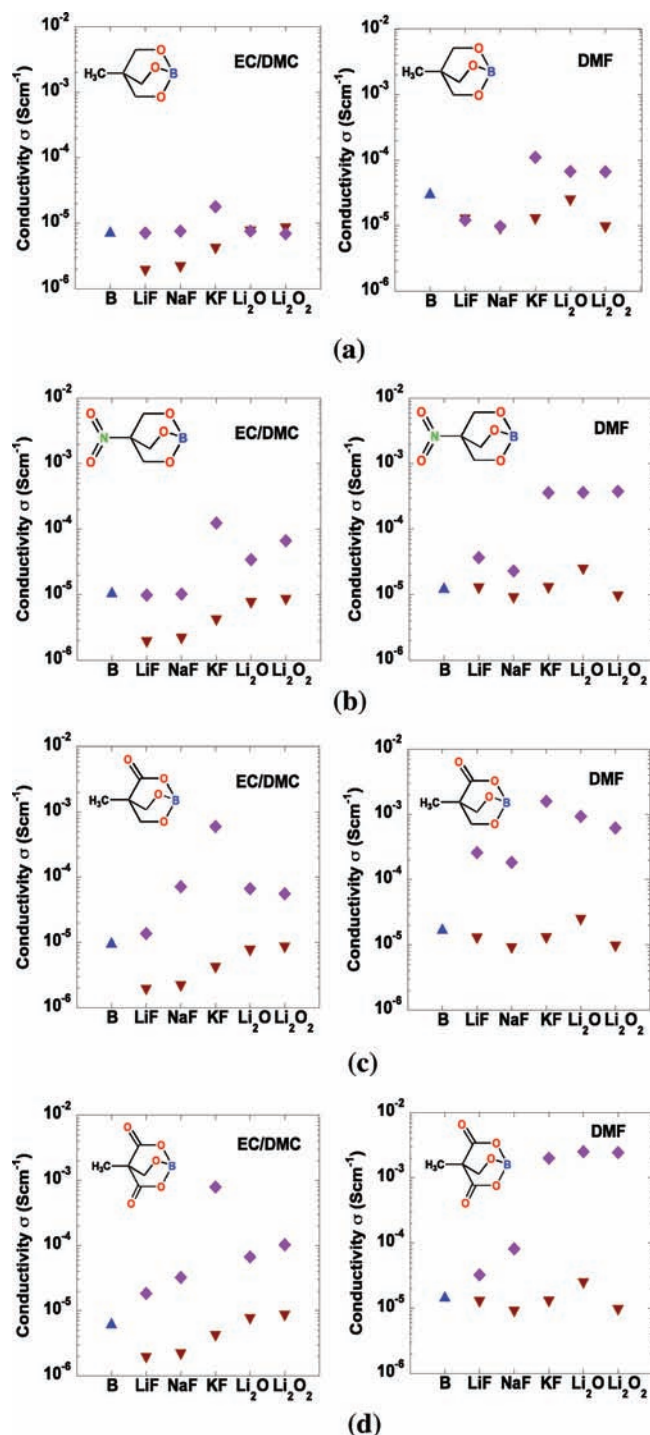 10⁻²
10⁻³
10⁻⁴
10⁻⁵
10⁻⁶
Conductivity σ (Scm⁻¹)
H₃C
O
O
B
O
EC/DMC
B LiF NaF KF Li₂O Li₂O₂
10⁻²
10⁻³
10⁻⁴
10⁻⁵
10⁻⁶
Conductivity σ (Scm⁻¹)
H₃C
O
O
B
O
DMF
B LiF NaF KF Li₂O Li₂O₂
(a)
10⁻²
10⁻³
10⁻⁴
10⁻⁵
10⁻⁶
Conductivity σ (Scm⁻¹)
O
N
O
O
O
B
O
EC/DMC
B LiF NaF KF Li₂O Li₂O₂
10⁻²
10⁻³
10⁻⁴
10⁻⁵
10⁻⁶
Conductivity σ (Scm⁻¹)
O
N
O
O
O
B
O
DMF
B LiF NaF KF Li₂O Li₂O₂
(b)
10⁻²
10⁻³
10⁻⁴
10⁻⁵
10⁻⁶
Conductivity σ (Scm⁻¹)
O
H₃C
O
O
B
O
EC/DMC
B LiF NaF KF Li₂O Li₂O₂
10⁻²
10⁻³
10⁻⁴
10⁻⁵
10⁻⁶
Conductivity σ (Scm⁻¹)
O
H₃C
O
O
B
O
DMF
B LiF NaF KF Li₂O Li₂O₂
(c)
10⁻²
10⁻³
10⁻⁴
10⁻⁵
10⁻⁶
Conductivity σ (Scm⁻¹)
O
H₃C
O
O
B
O
O
EC/DMC
B LiF NaF KF Li₂O Li₂O₂
10⁻²
10⁻³
10⁻⁴
10⁻⁵
10⁻⁶
Conductivity σ (Scm⁻¹)
O
H₃C
O
O
B
O
O
DMF
B LiF NaF KF Li₂O Li₂O₂
(d)